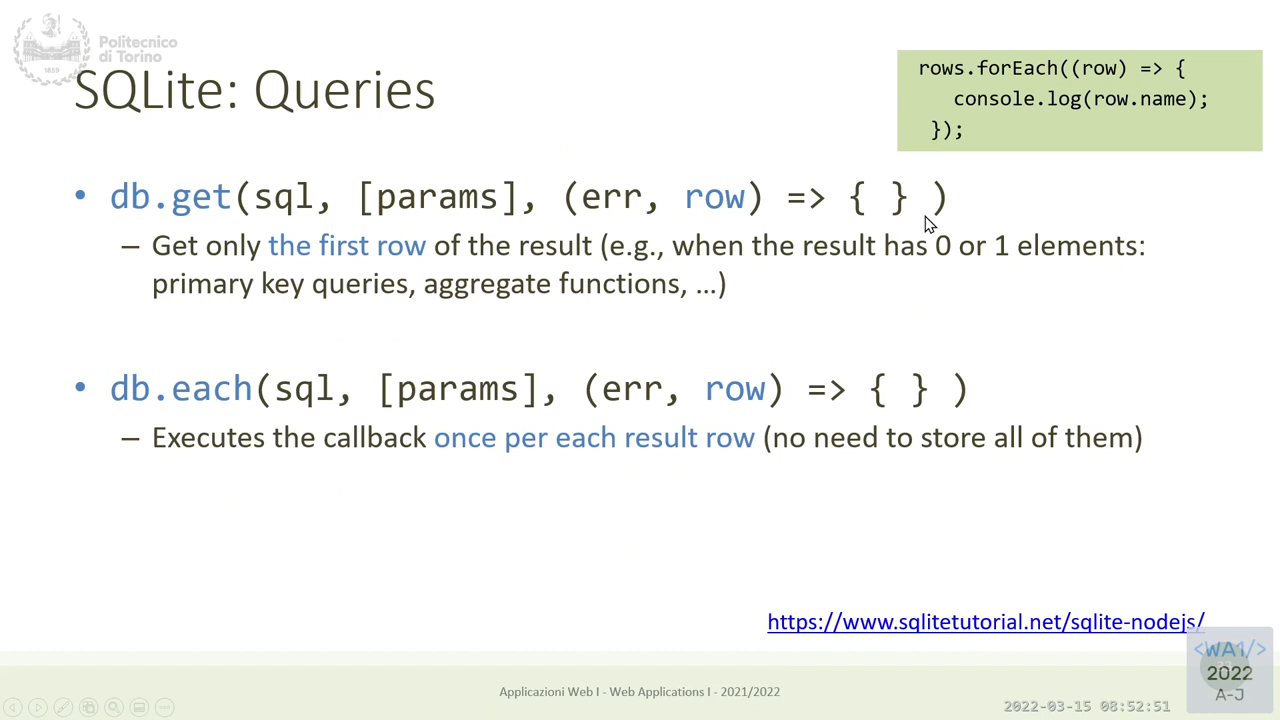 Politecnico
di Torino
1859
SQLite: Queries
rows.forEach((row) => {
console.log(row.name);
});
• db.get(sql, [params], (err, row) => { } )
– Get only the first row of the result (e.g., when the result has 0 or 1 elements:
primary key queries, aggregate functions, …)
• db.each(sql, [params], (err, row) => { } )
– Executes the callback once per each result row (no need to store all of them)
https://www.sqlitetutorial.net/sqlite-nodejs/
Applicazioni Web I - Web Applications I - 2021/2022
<WA1/>
2022
A-J
2022-03-15 08:52:51